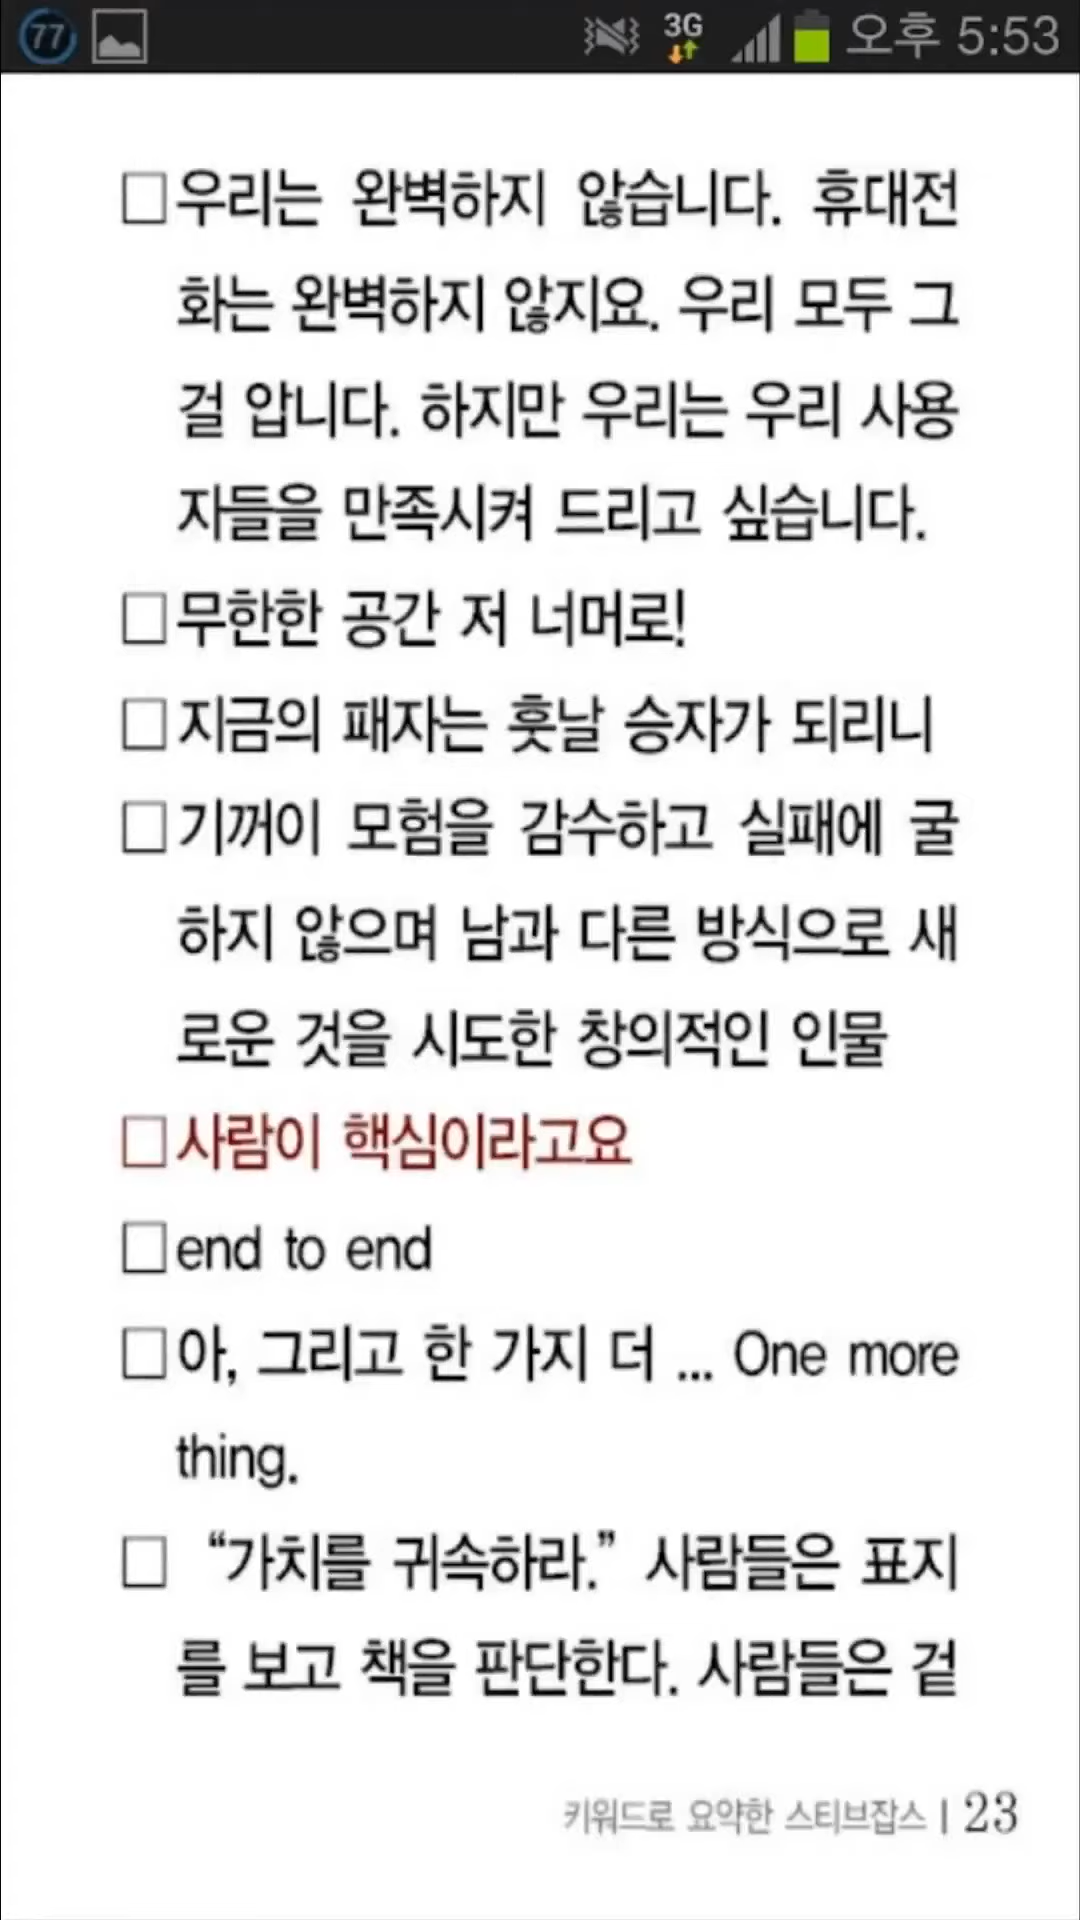 77
3G
오후 5:53
□우리는 완벽하지 않습니다. 휴대전
화는 완벽하지 않지요. 우리 모두 그
걸 압니다. 하지만 우리는 우리 사용
자들을 만족시켜 드리고 싶습니다.
□무한한 공간 저 너머로!
□지금의 패자는 훗날 승자가 되리니
□기꺼이 모험을 감수하고 실패에 굴
하지 않으며 남과 다른 방식으로 새
로운 것을 시도한 창의적인 인물
□사람이 핵심이라고요
□end to end
□아, 그리고 한 가지 더 ... One more
thing.
□ “가치를 귀속하라.” 사람들은 표지
를 보고 책을 판단한다. 사람들은 겉
키워드로 요약한 스티브잡스 | 23